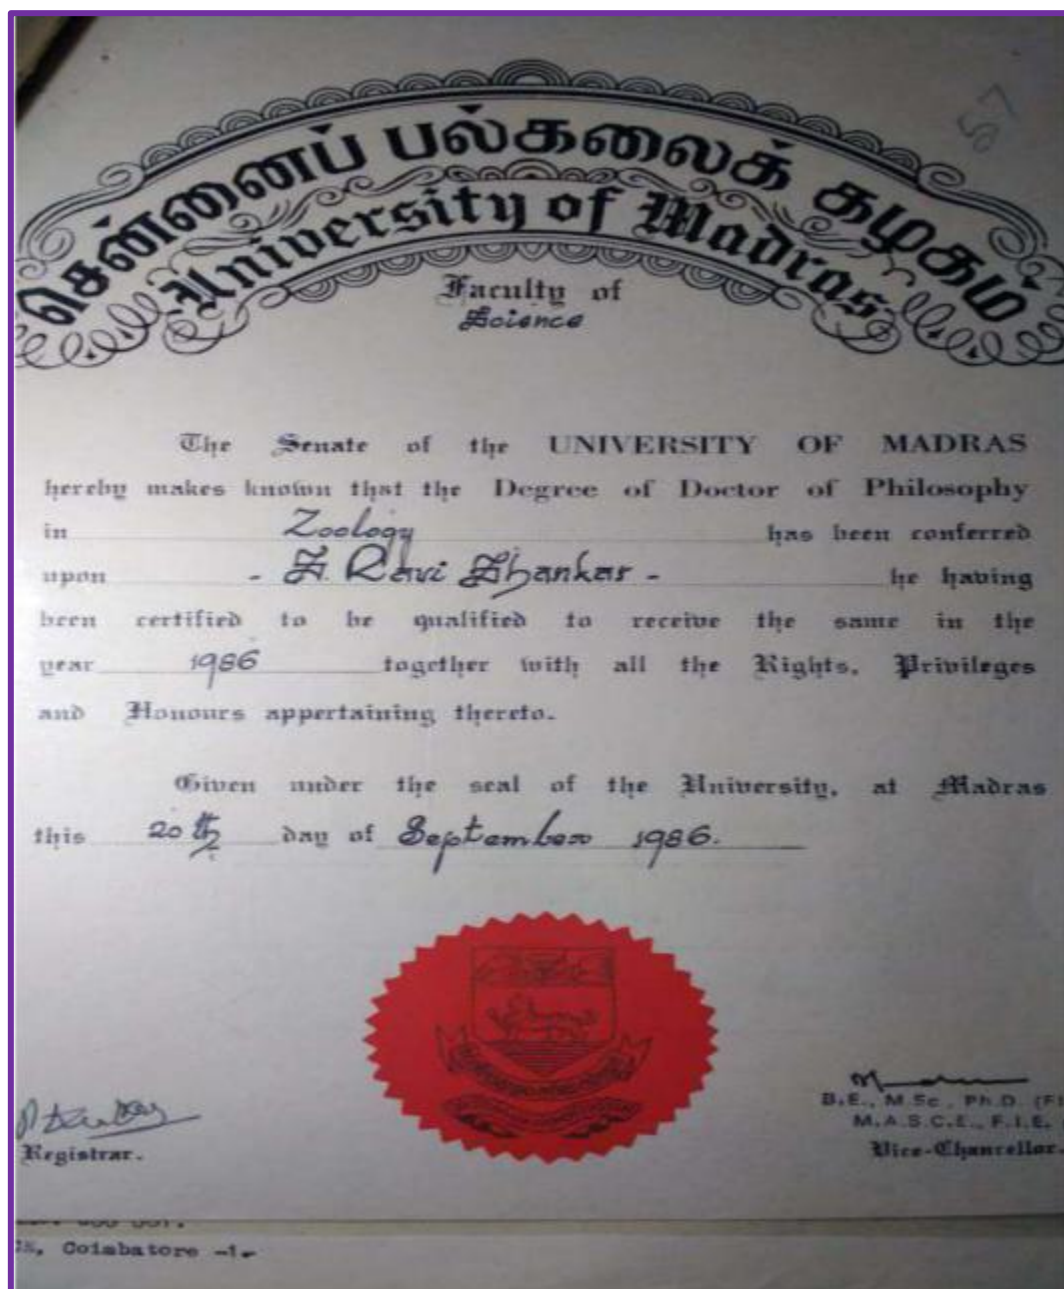 57
சென்னைப் பல்கலைக் கழகம்
University of Madras
Faculty of
Science
The Senate of the UNIVERSITY OF MADRAS
hereby makes known that the Degree of Doctor of Philosophy
in Zoology has been conferred
upon - S. Ravi Shankar - he having
been certified to be qualified to receive the same in the
year 1986 together with all the Rights, Privileges
and Honours appertaining thereto.
Given under the seal of the University, at Madras
this 20th day of September 1986.
B.E., M.Sc., Ph.D.
M.A.S.C.E., F.I.E.
Registrar.
Vice-Chancellor.
Coimbatore -1.